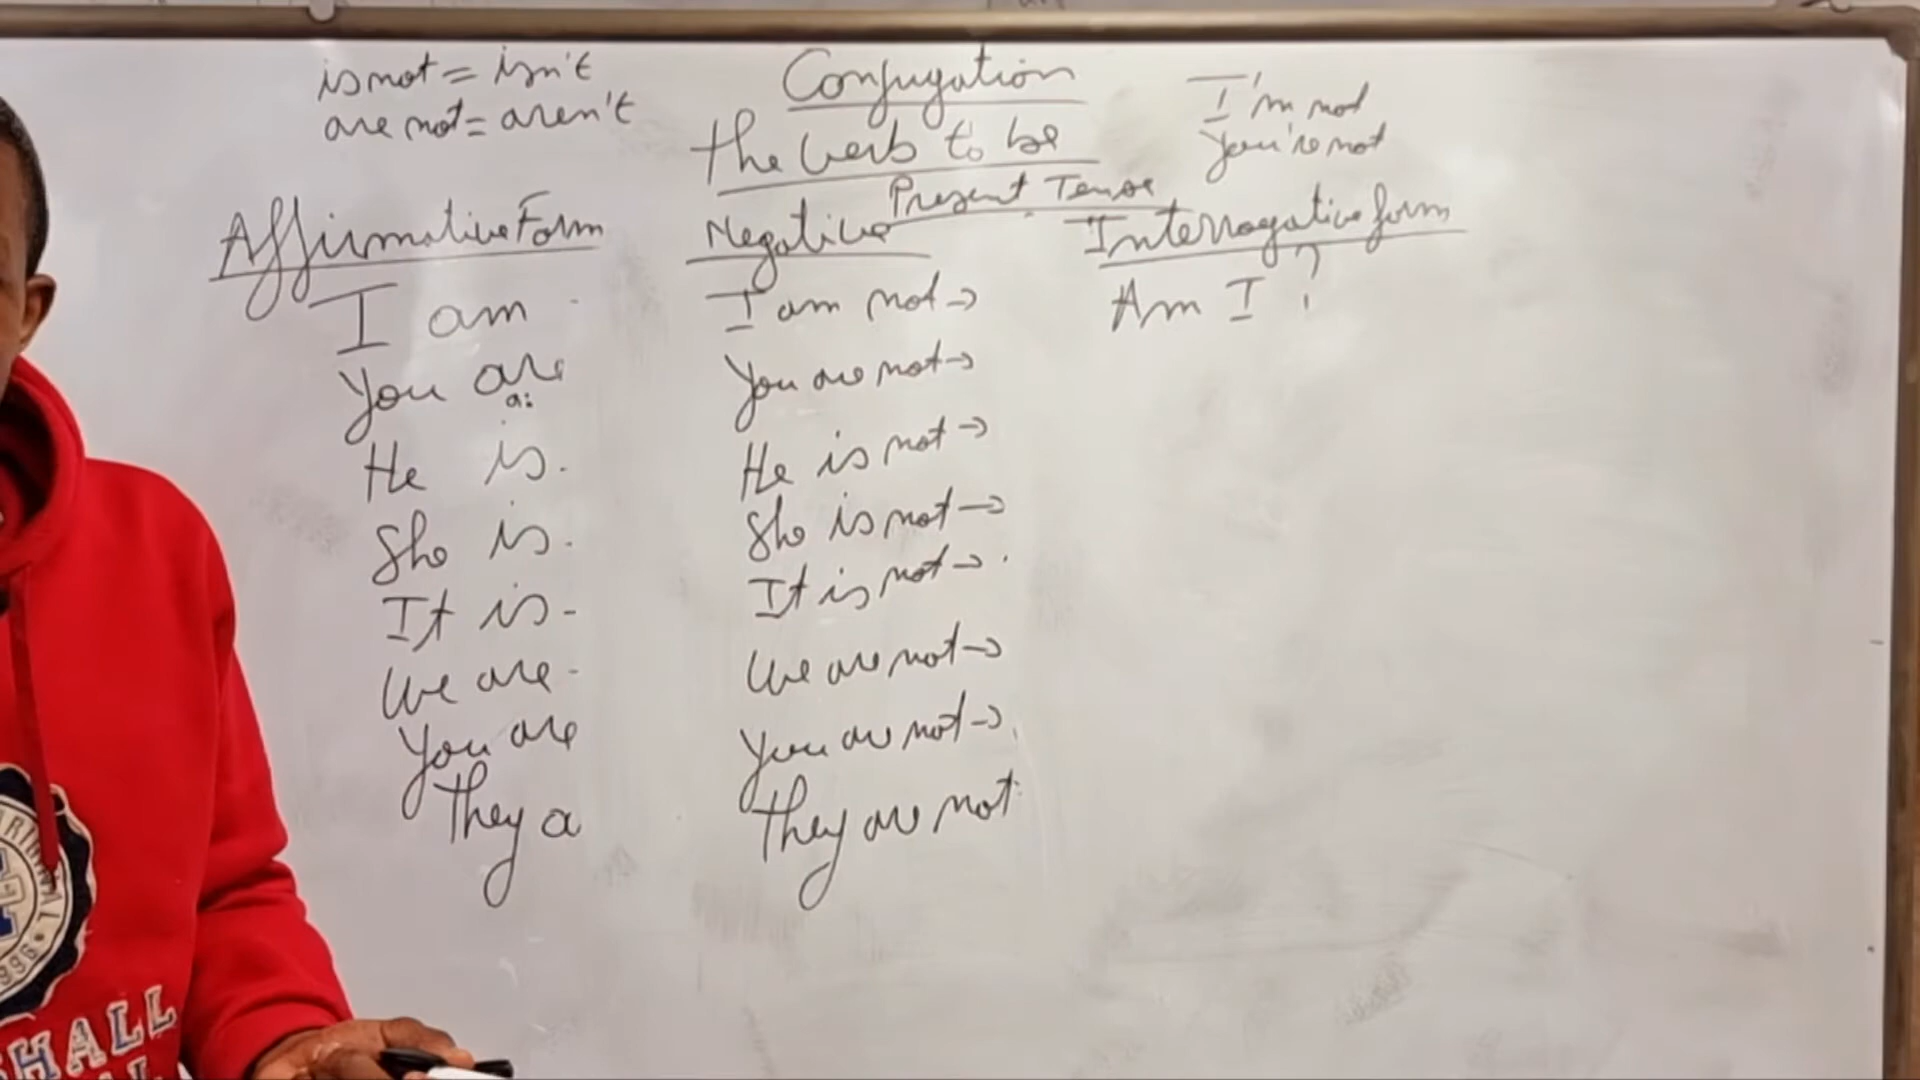 is not = isn't
are not = aren't
Conjugation
the verb to be
Present Tense
I'm not
you're not
Affirmative Form
I am
You are
a:
He is.
She is.
It is -
We are -
You are
They a
Negative
I am not →
You are not →
He is not →
She is not →
It is not →.
We are not →
You are not →
They are not
Interrogative form
Am I ?
RIGINAL
1996
SHALL